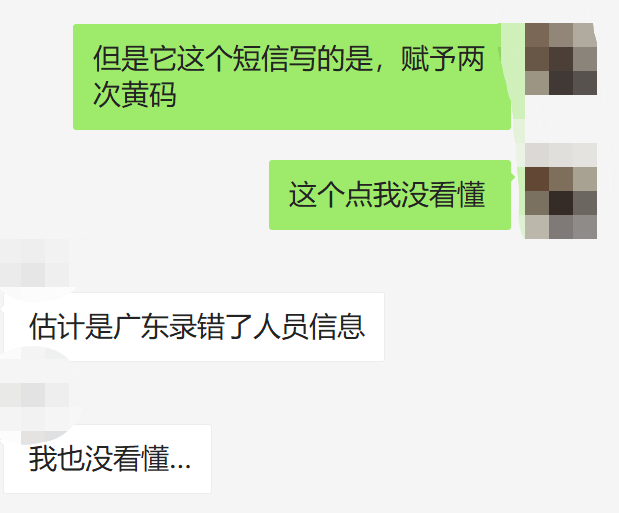 但是它这个短信写的是，赋予两
次黄码
这个点我没看懂
估计是广东录错了人员信息
我也没看懂...